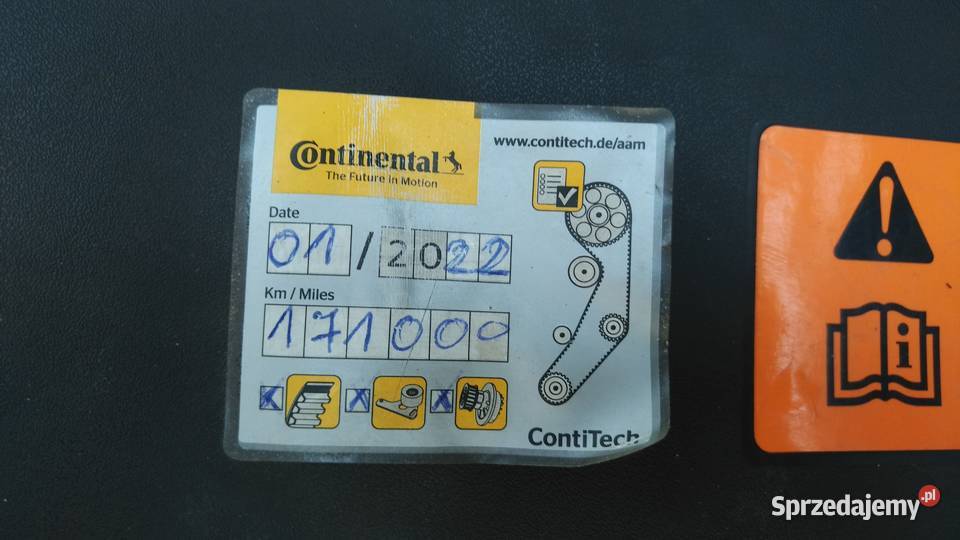 Continental
The Future in Motion
www.contitech.de/aam
Date
01/2022
Km / Miles
171000
ContiTech
Sprzedajemy.pl